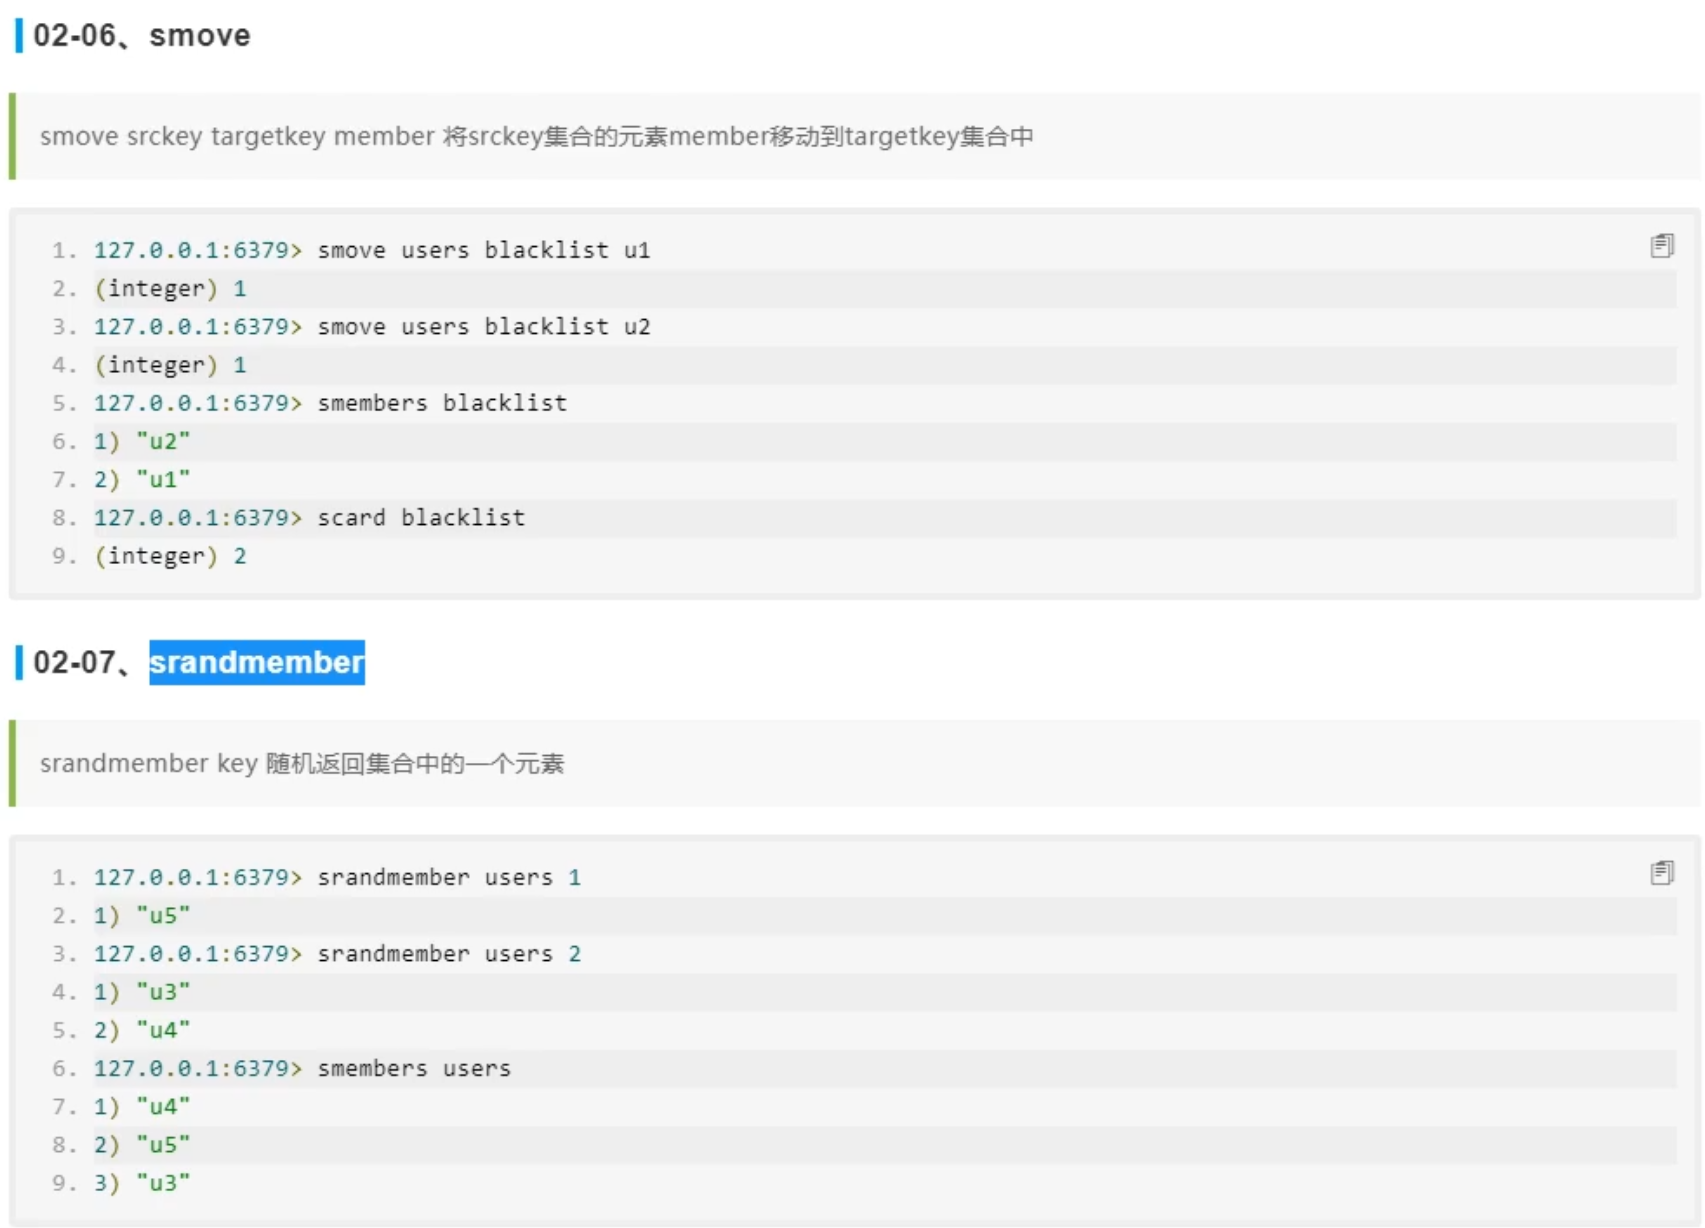 02-06、smove
smove srckey targetkey member 将srckey集合的元素member移动到targetkey集合中
1. 127.0.0.1:6379> smove users blacklist u1
2. (integer) 1
3. 127.0.0.1:6379> smove users blacklist u2
4. (integer) 1
5. 127.0.0.1:6379> smembers blacklist
6. 1) "u2"
7. 2) "u1"
8. 127.0.0.1:6379> scard blacklist
9. (integer) 2
02-07、srandmember
srandmember key 随机返回集合中的一个元素
1. 127.0.0.1:6379> srandmember users 1
2. 1) "u5"
3. 127.0.0.1:6379> srandmember users 2
4. 1) "u3"
5. 2) "u4"
6. 127.0.0.1:6379> smembers users
7. 1) "u4"
8. 2) "u5"
9. 3) "u3"